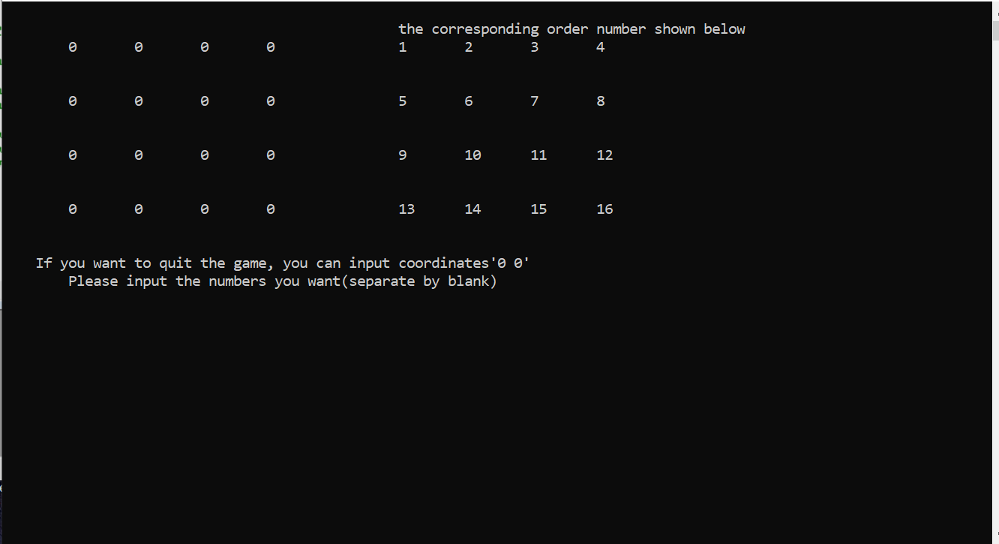 the corresponding order number shown below
0 0 0 0 1 2 3 4
0 0 0 0 5 6 7 8
0 0 0 0 9 10 11 12
0 0 0 0 13 14 15 16
If you want to quit the game, you can input coordinates'0 0'
Please input the numbers you want(separate by blank)